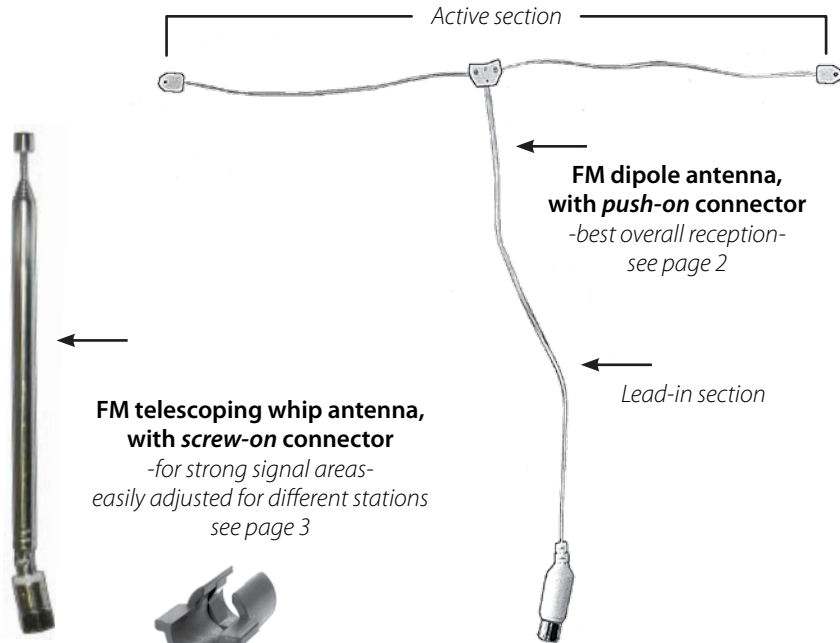 Active section
FM dipole antenna,
with push-on connector
-best overall reception-
see page 2
Lead-in section
FM telescoping whip antenna,
with screw-on connector
-for strong signal areas-
easily adjusted for different stations
see page 3